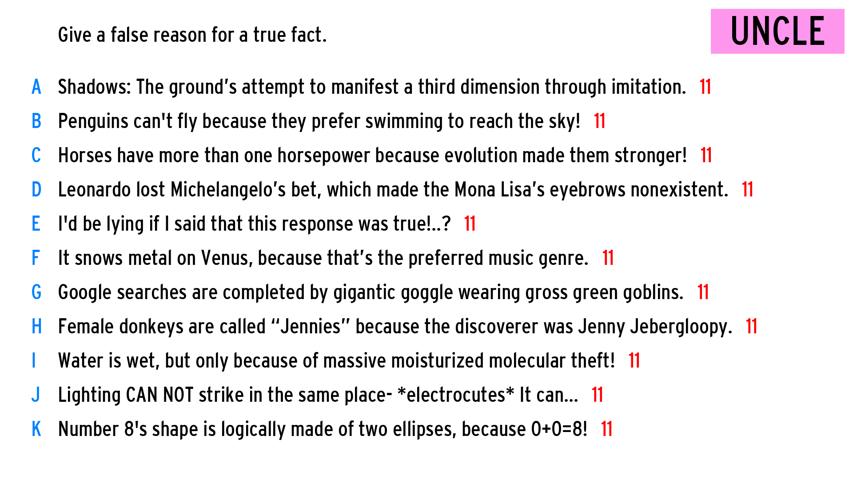 Give a false reason for a true fact.
UNCLE
A Shadows: The ground's attempt to manifest a third dimension through imitation. 11
B Penguins can't fly because they prefer swimming to reach the sky! 11
C Horses have more than one horsepower because evolution made them stronger! 11
D Leonardo lost Michelangelo's bet, which made the Mona Lisa's eyebrows nonexistent. 11
E I'd be lying if I said that this response was true!..? 11
F It snows metal on Venus, because that's the preferred music genre. 11
G Google searches are completed by gigantic goggle wearing gross green goblins. 11
H Female donkeys are called “Jennies” because the discoverer was Jenny Jebergloopy. 11
I Water is wet, but only because of massive moisturized molecular theft! 11
J Lighting CAN NOT strike in the same place- *electrocutes* It can... 11
K Number 8's shape is logically made of two ellipses, because 0+0=8! 11